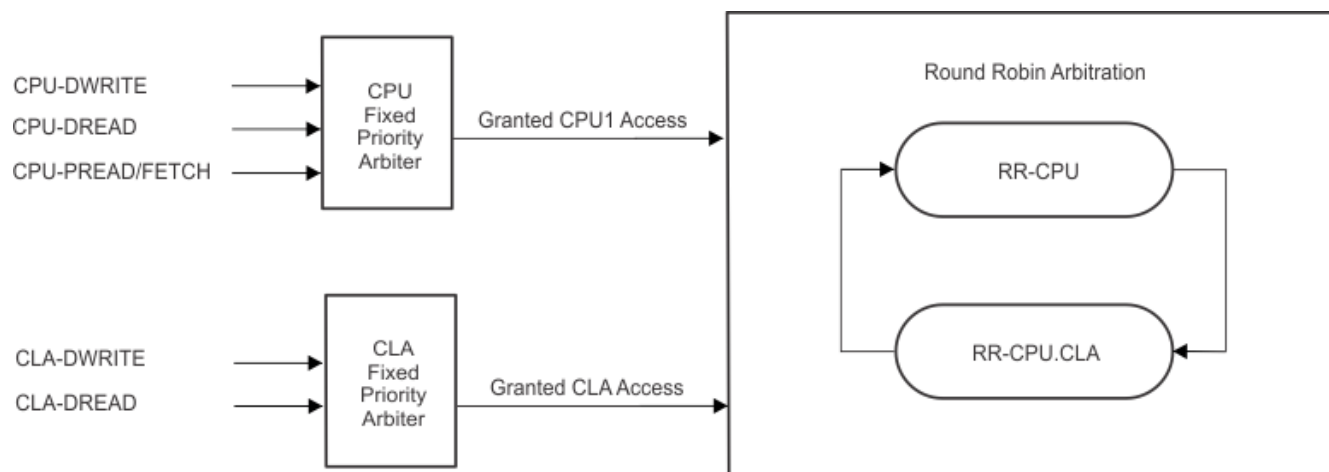 CPU-DWRITE
CPU-DREAD
CPU-PREAD/FETCH
CPU
Fixed
Priority
Arbiter
Granted CPU1 Access
CLA-DWRITE
CLA-DREAD
CLA
Fixed
Priority
Arbiter
Granted CLA Access
Round Robin Arbitration
RR-CPU
RR-CPU.CLA